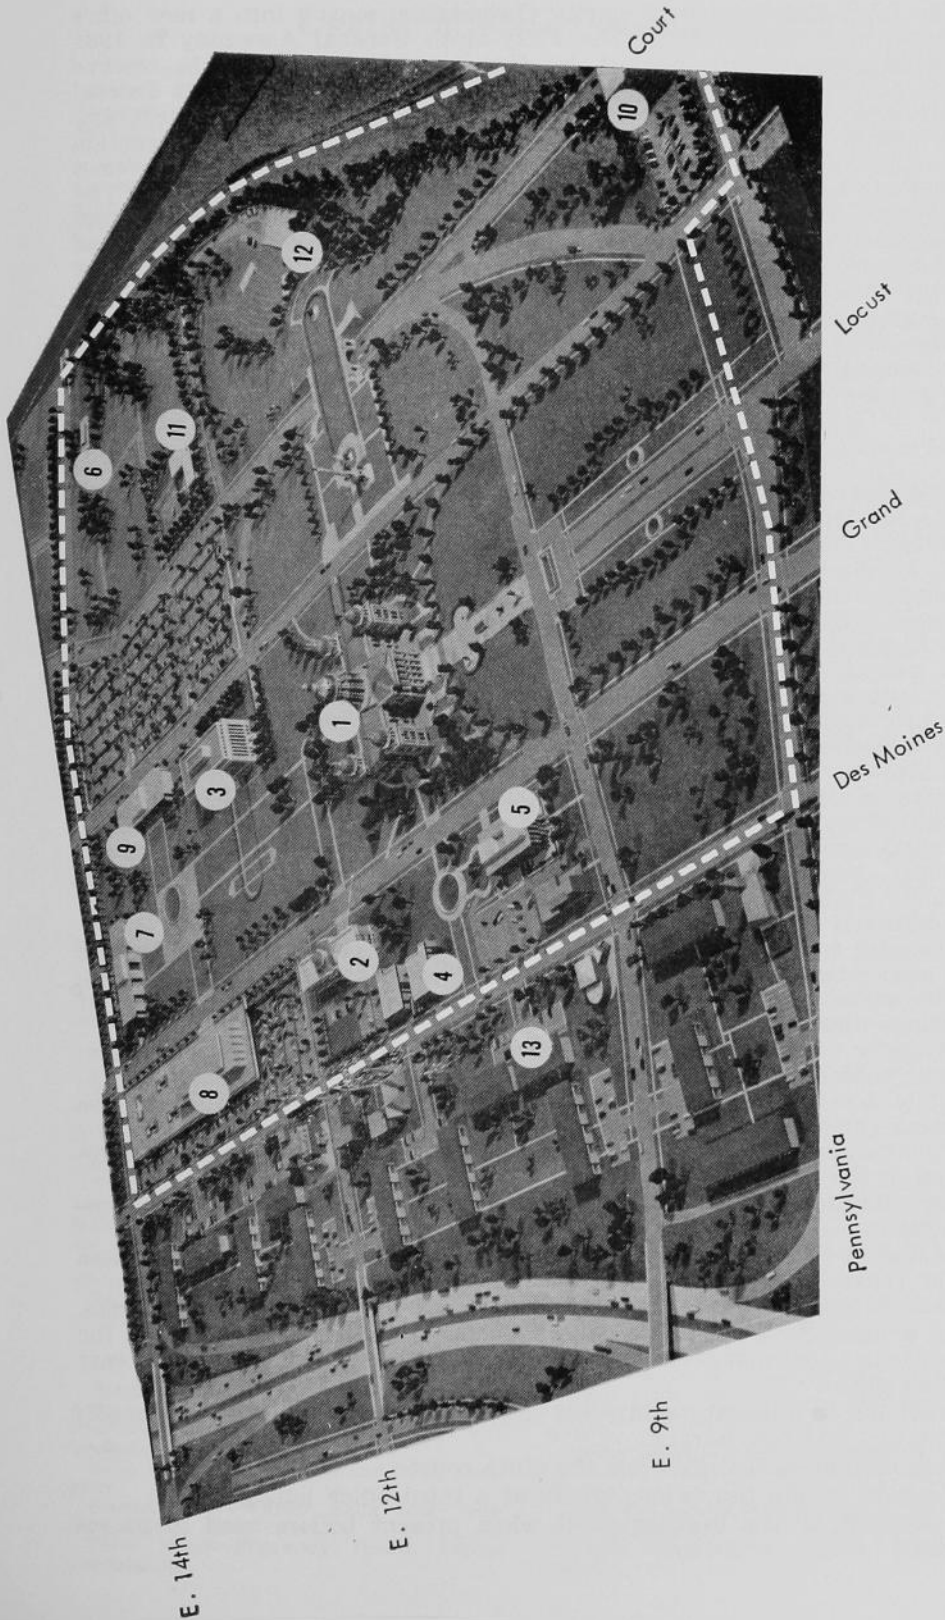 Court
10
12
Locust
6
11
Grand
1
3
Des Moines
9
5
7
2
4
8
13
Pennsylvania
E. 9th
E. 12th
E. 14th